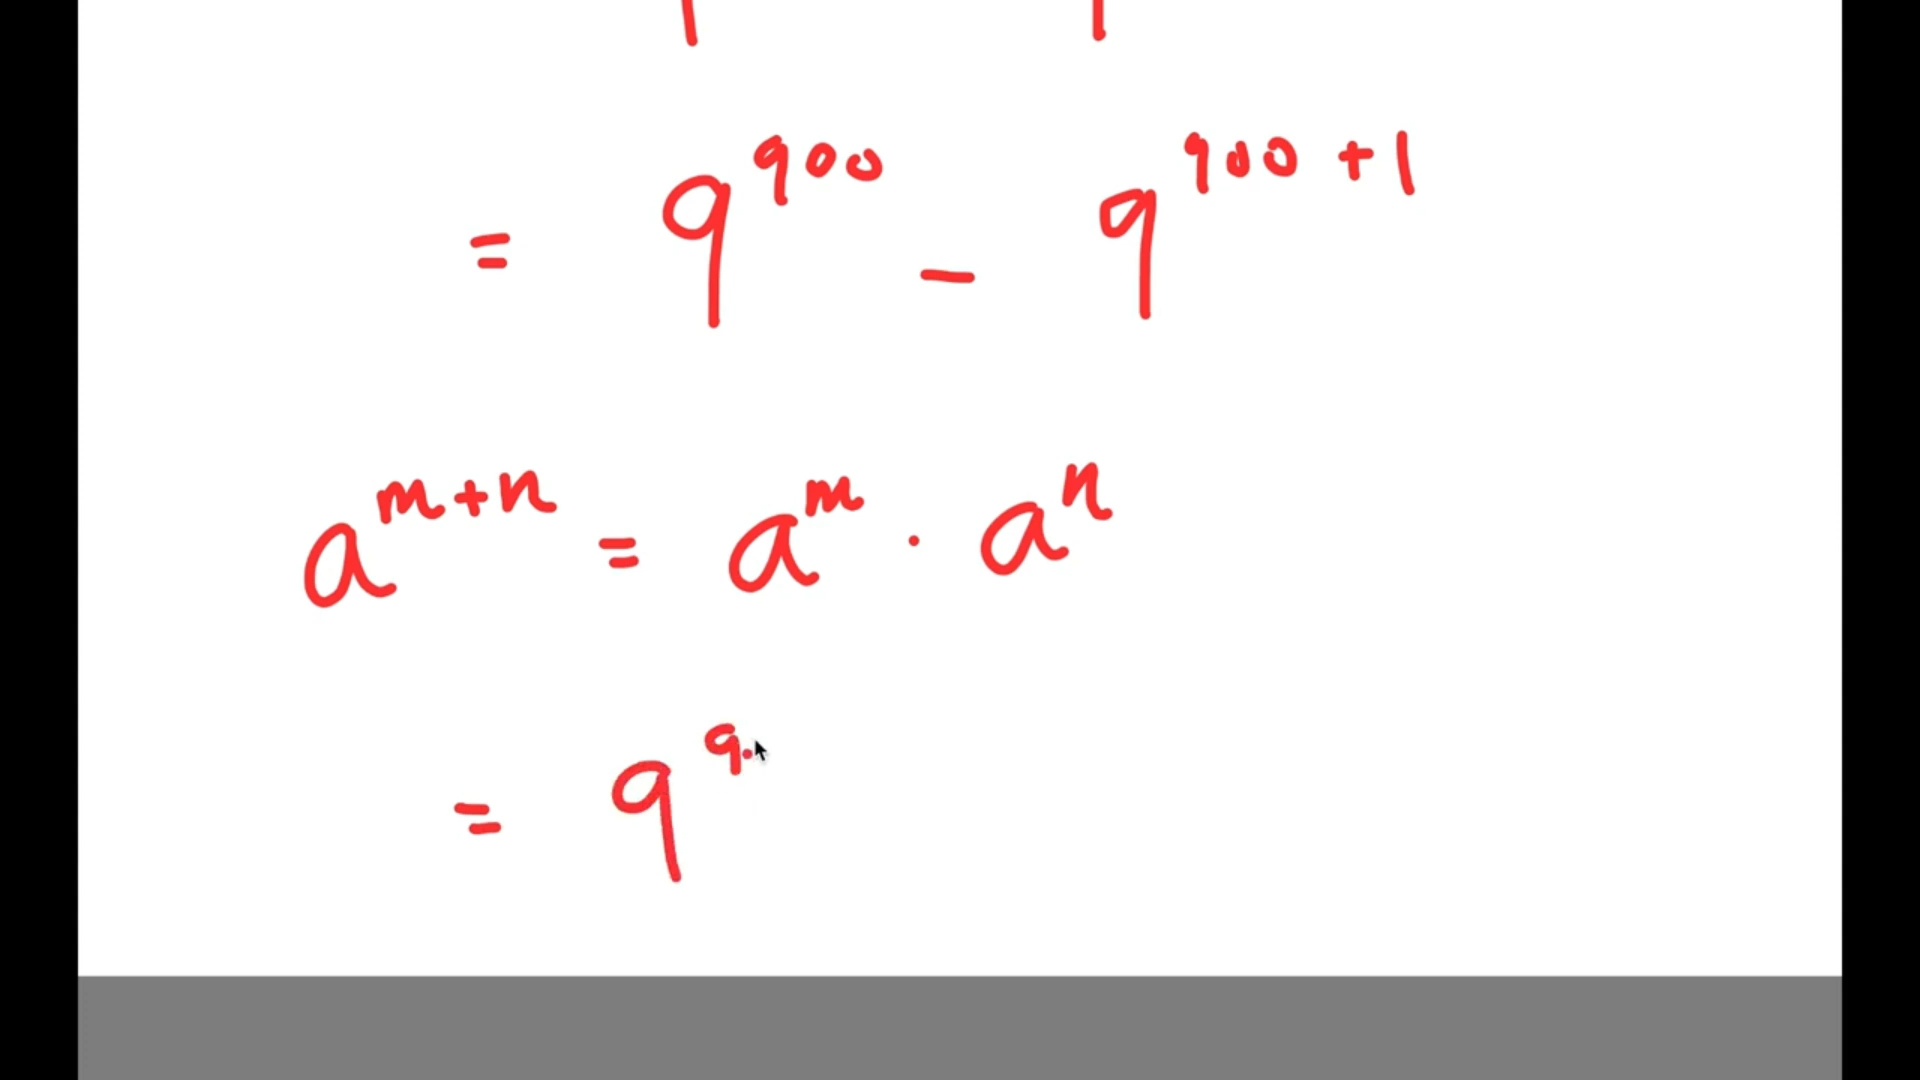 = 9^900 - 9^900+1
a^m+n = a^m · a^n
= 9^9.